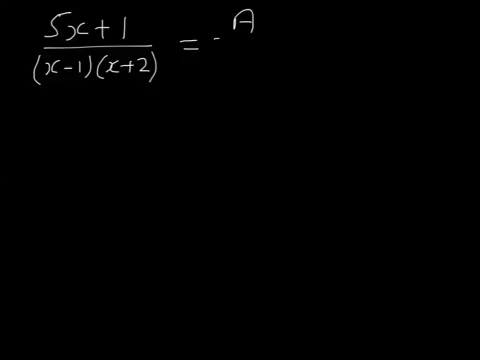 5x+1 / (x-1)(x+2) = - A